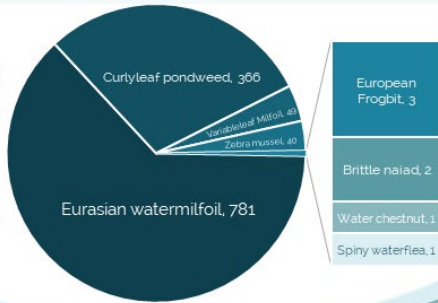 Curlyleaf pondweed, 366
Variableleaf Milfoil, 49
Zebra mussel, 40
Eurasian watermilfoil, 781
European
Frogbit, 3
Brittle naiad, 2
Water chestnut, 1
Spiny waterflea, 1